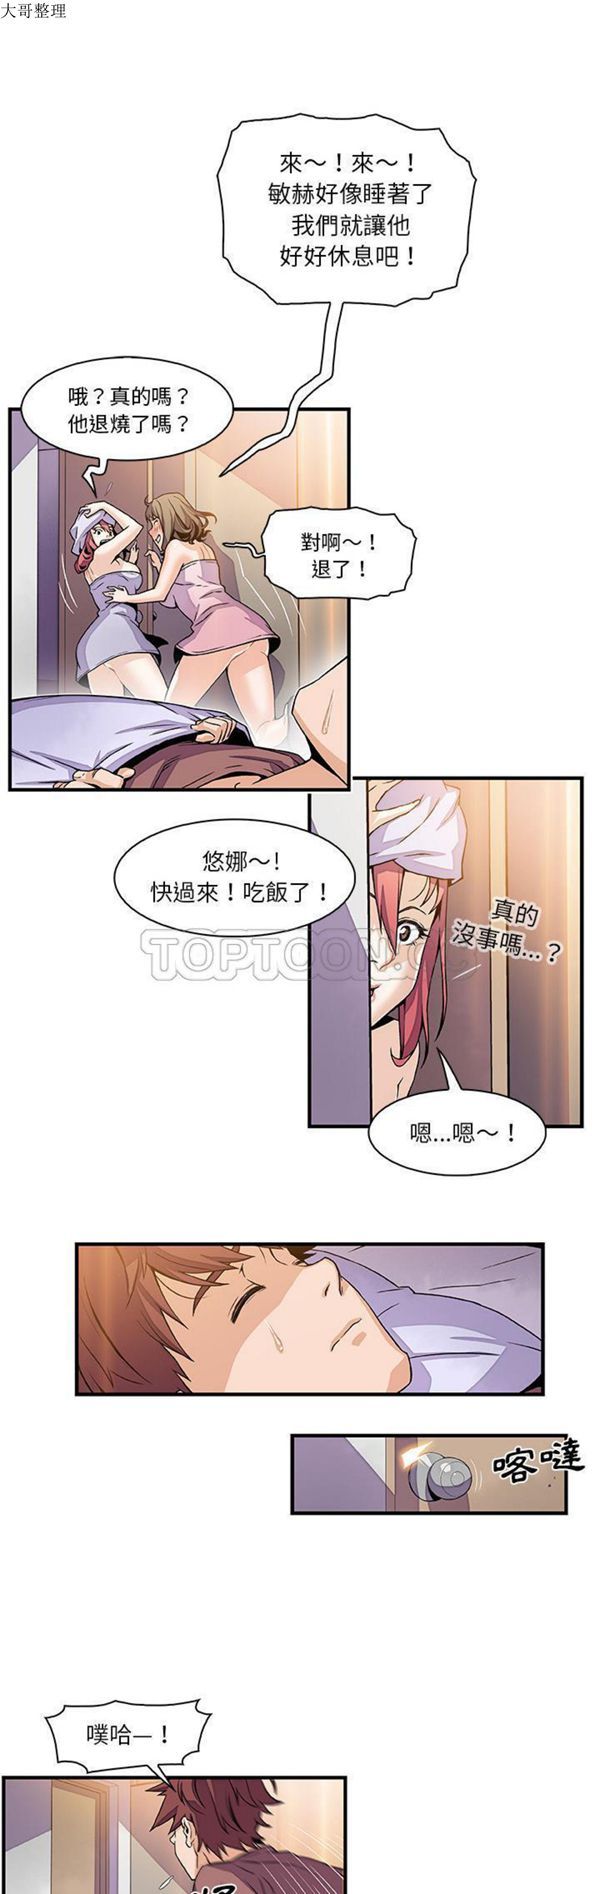 大哥整理
來～！來～！
敏赫好像睡著了
我們就讓他
好好休息吧！
哦？真的嗎？
他退燒了嗎？
對啊～！
退了！
悠娜～!
快過來！吃飯了！
真的
沒事嗎...？
TOPTOON.CC
嗯...嗯～！
喀噠
噗哈—！